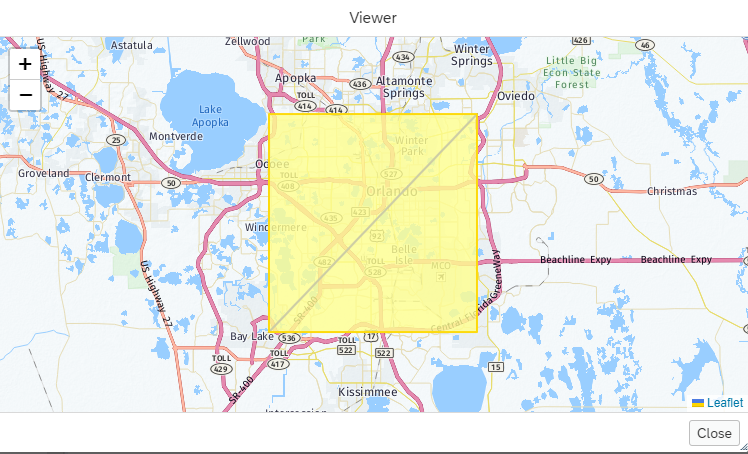 Viewer
Zellwood
Park
Astatula
US Highway 27
+
−
434
Winter
Springs
426
46
Little Big
Econ State
Forest
Apopka
436
Altamonte
Springs
Oviedo
TOLL
414
414
Lake
Apopka
Montverde
25
Winter
Park
Ocoee
Groveland
Clermont
50
TOLL
408
527
Orlando
50
Christmas
423
435
Windermere
92
Belle
Isle
482
TOLL
528
MCO
Beachline Expy
Beachline Expy
US Highway 27
SR-400
Central Florida GreeneWay
Bay Lake
536
TOLL
522
17
522
TOLL
417
TOLL
429
15
SR-400
Kissimmee
Intercession
Leaflet
Close